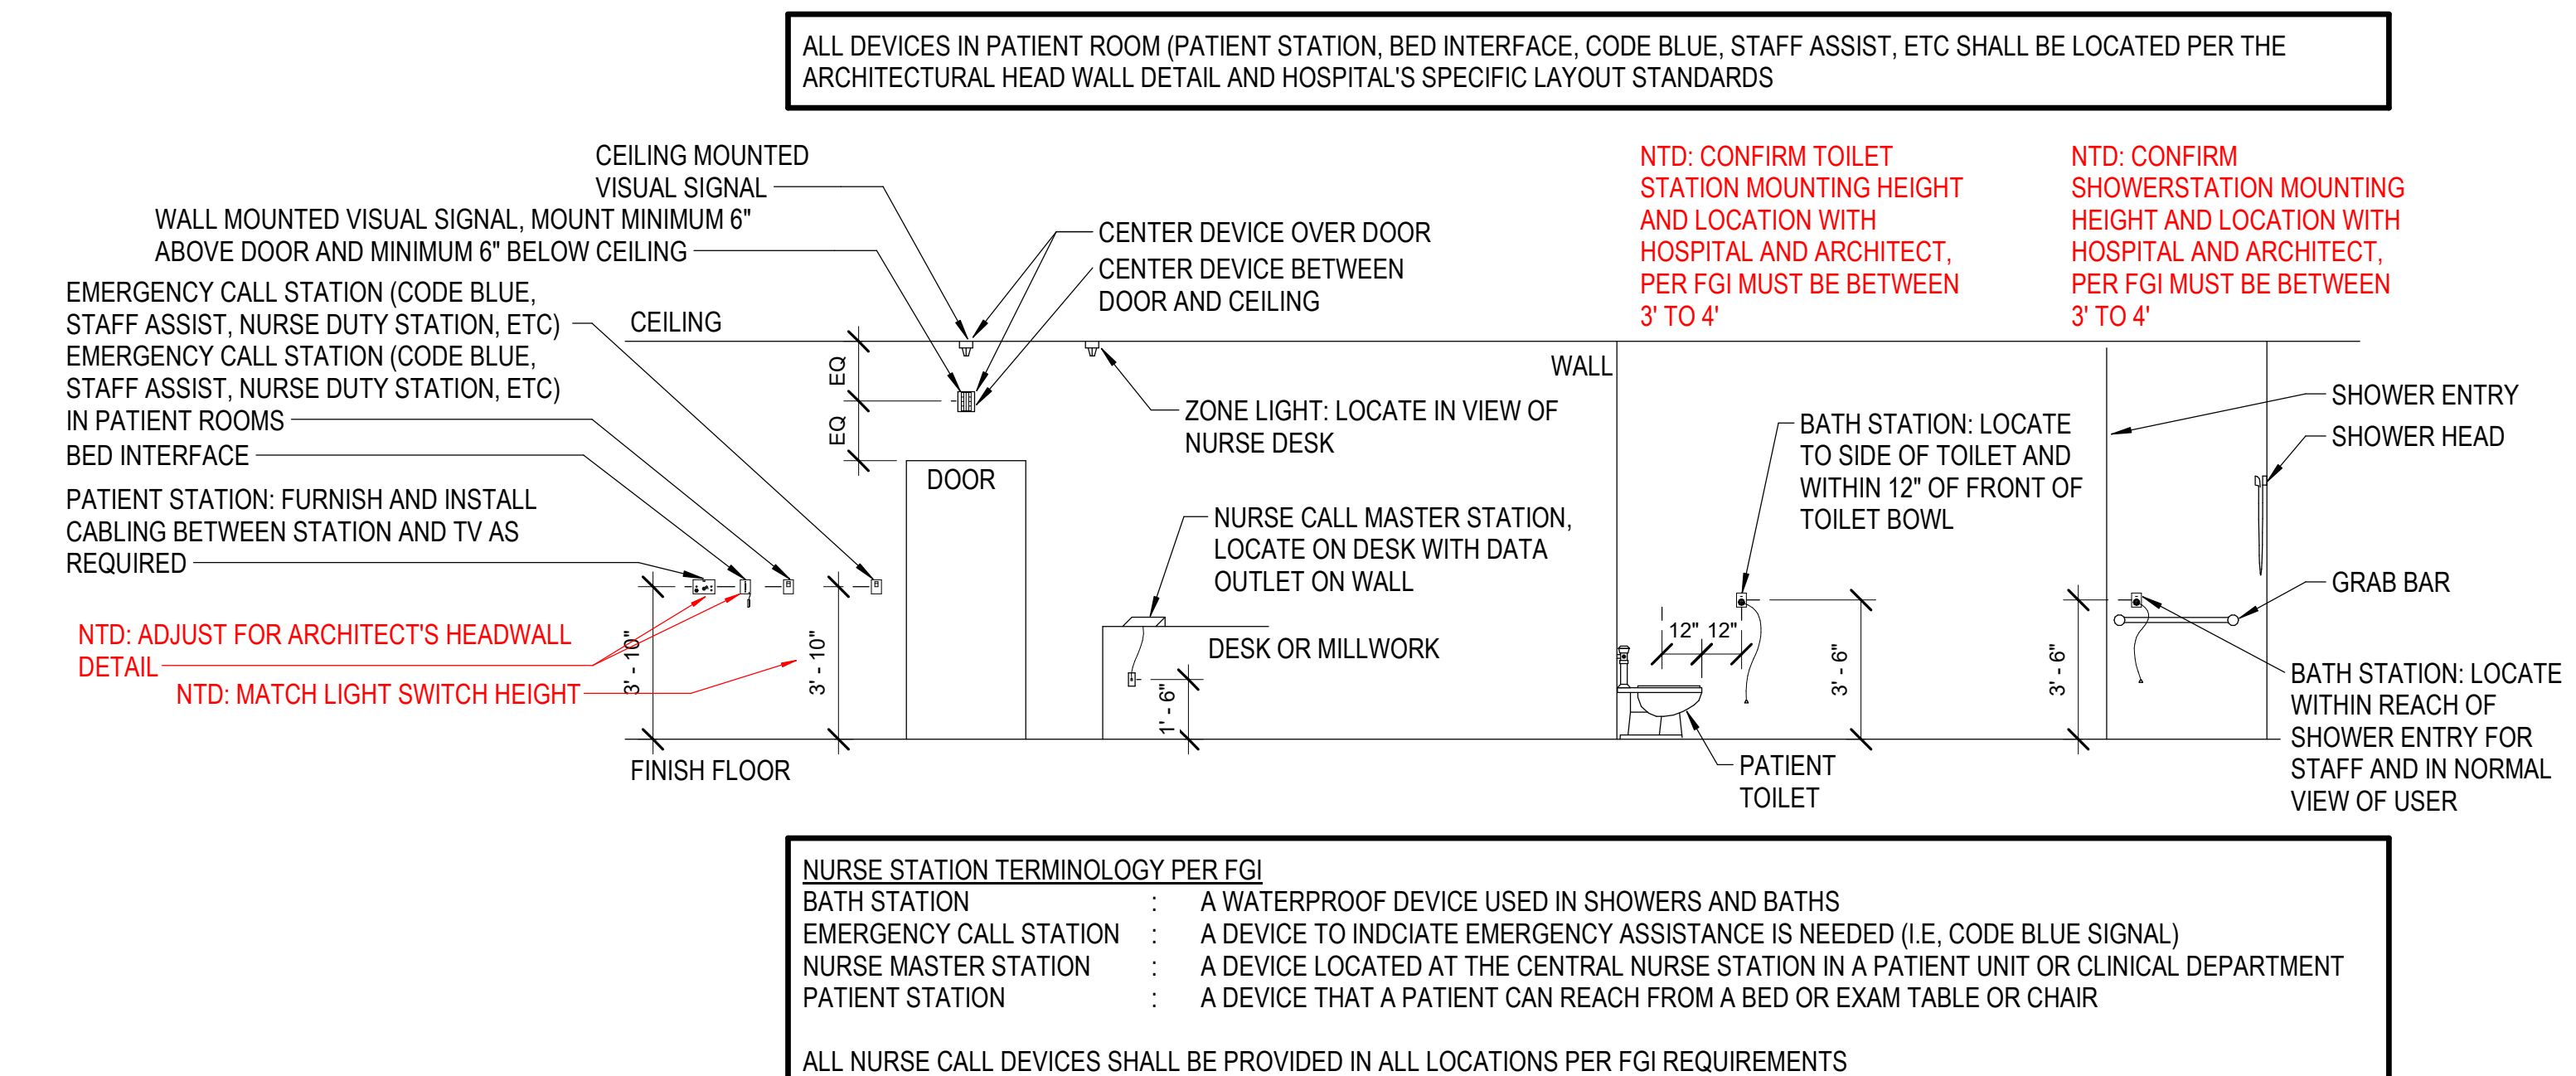 ALL DEVICES IN PATIENT ROOM (PATIENT STATION, BED INTERFACE, CODE BLUE, STAFF ASSIST, ETC SHALL BE LOCATED PER THE
ARCHITECTURAL HEAD WALL DETAIL AND HOSPITAL'S SPECIFIC LAYOUT STANDARDS
CEILING MOUNTED
VISUAL SIGNAL
WALL MOUNTED VISUAL SIGNAL, MOUNT MINIMUM 6"
ABOVE DOOR AND MINIMUM 6" BELOW CEILING
EMERGENCY CALL STATION (CODE BLUE,
STAFF ASSIST, NURSE DUTY STATION, ETC)
EMERGENCY CALL STATION (CODE BLUE,
STAFF ASSIST, NURSE DUTY STATION, ETC)
IN PATIENT ROOMS
BED INTERFACE
PATIENT STATION: FURNISH AND INSTALL
CABLING BETWEEN STATION AND TV AS
REQUIRED
NTD: ADJUST FOR ARCHITECT'S HEADWALL
DETAIL
NTD: MATCH LIGHT SWITCH HEIGHT
3' - 10"
3' - 10"
CEILING
FINISH FLOOR
EQ
EQ
CENTER DEVICE OVER DOOR
CENTER DEVICE BETWEEN
DOOR AND CEILING
DOOR
ZONE LIGHT: LOCATE IN VIEW OF
NURSE DESK
NURSE CALL MASTER STATION,
LOCATE ON DESK WITH DATA
OUTLET ON WALL
DESK OR MILLWORK
1' - 6"
WALL
NTD: CONFIRM TOILET
STATION MOUNTING HEIGHT
AND LOCATION WITH
HOSPITAL AND ARCHITECT,
PER FGI MUST BE BETWEEN
3' TO 4'
BATH STATION: LOCATE
TO SIDE OF TOILET AND
WITHIN 12" OF FRONT OF
TOILET BOWL
12" 12"
3' - 6"
PATIENT
TOILET
NTD: CONFIRM
SHOWERSTATION MOUNTING
HEIGHT AND LOCATION WITH
HOSPITAL AND ARCHITECT,
PER FGI MUST BE BETWEEN
3' TO 4'
SHOWER ENTRY
SHOWER HEAD
GRAB BAR
3' - 6"
BATH STATION: LOCATE
WITHIN REACH OF
SHOWER ENTRY FOR
STAFF AND IN NORMAL
VIEW OF USER
NURSE STATION TERMINOLOGY PER FGI
BATH STATION : A WATERPROOF DEVICE USED IN SHOWERS AND BATHS
EMERGENCY CALL STATION : A DEVICE TO INDCIATE EMERGENCY ASSISTANCE IS NEEDED (I.E, CODE BLUE SIGNAL)
NURSE MASTER STATION : A DEVICE LOCATED AT THE CENTRAL NURSE STATION IN A PATIENT UNIT OR CLINICAL DEPARTMENT
PATIENT STATION : A DEVICE THAT A PATIENT CAN REACH FROM A BED OR EXAM TABLE OR CHAIR
ALL NURSE CALL DEVICES SHALL BE PROVIDED IN ALL LOCATIONS PER FGI REQUIREMENTS